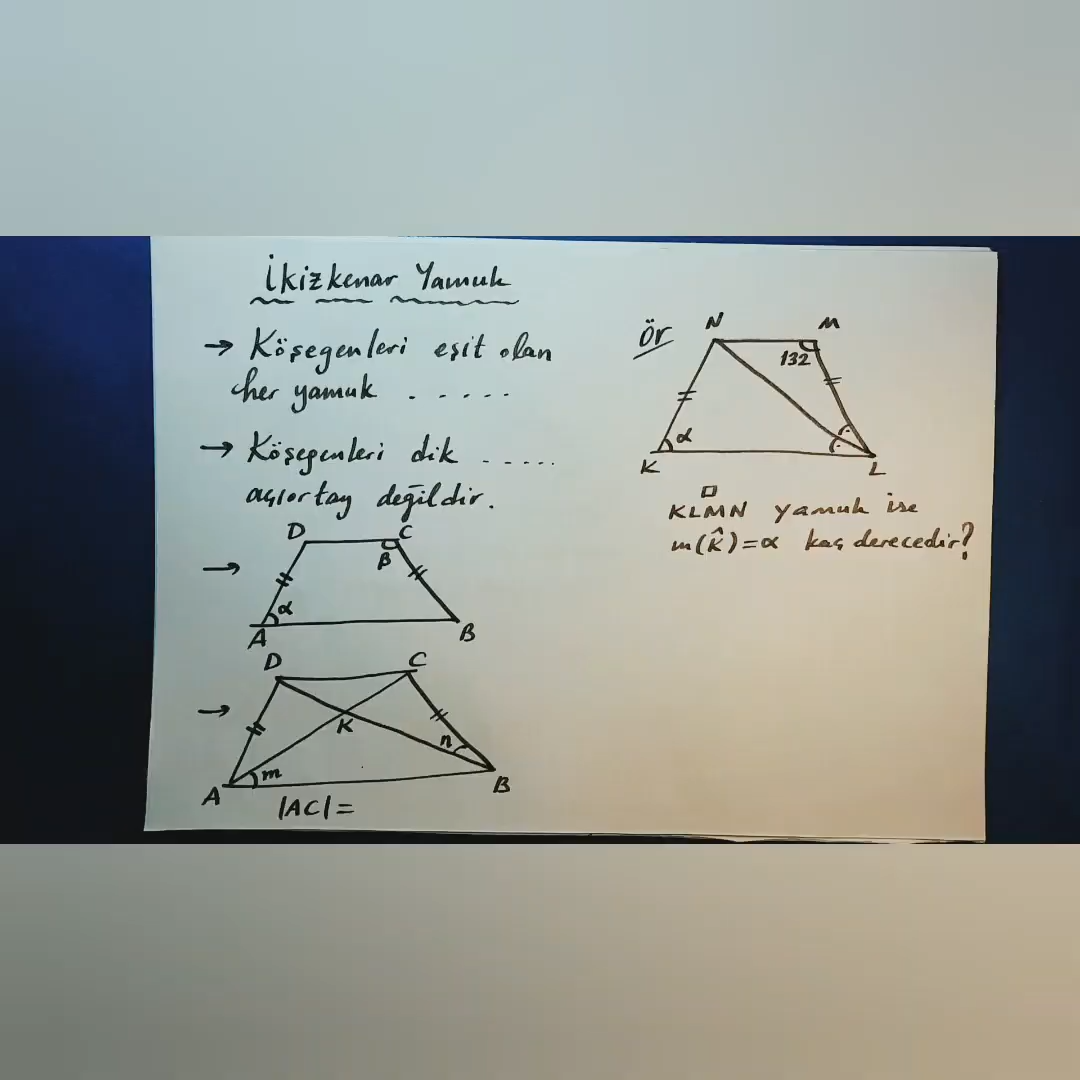 İkizkenar Yamuk
→ Köşegenleri eşit olan
her yamuk . . . . .
→ Köşegenleri dik . . . . .
açıortay değildir.
D C
β
→
α
A B
D C
→
K
m n
A B
|AC| =
Ör
N M
132
α
K L
KLMN yamuk ise
m(K̂) = α kaç derecedir?